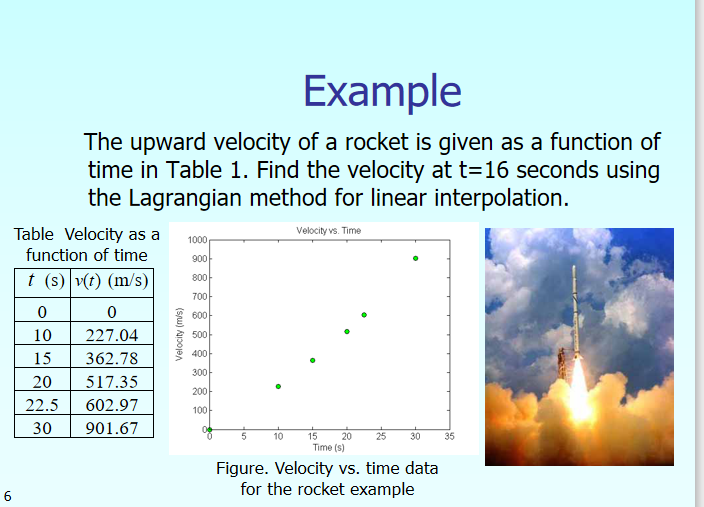 Example
The upward velocity of a rocket is given as a function of
time in Table 1. Find the velocity at t=16 seconds using
the Lagrangian method for linear interpolation.
Table Velocity as a
function of time
t (s) v(t) (m/s)
0 0
10 227.04
15 362.78
20 517.35
22.5 602.97
30 901.67
Velocity vs. Time
1000
900
800
700
600
500
400
300
200
100
0
Velocity (m/s)
0 5 10 15 20 25 30 35
Time (s)
Figure. Velocity vs. time data
for the rocket example
6